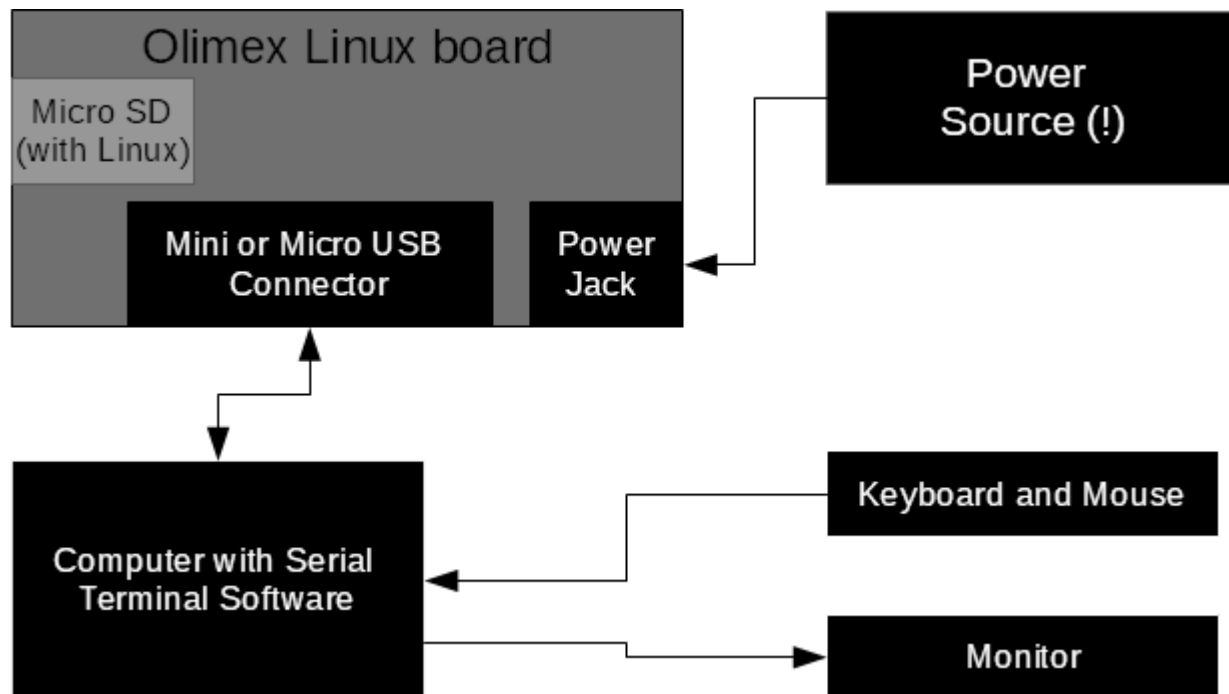 Olimex Linux board
Micro SD
(with Linux)
Mini or Micro USB
Connector
Power
Jack
Power
Source (!)
Computer with Serial
Terminal Software
Keyboard and Mouse
Monitor